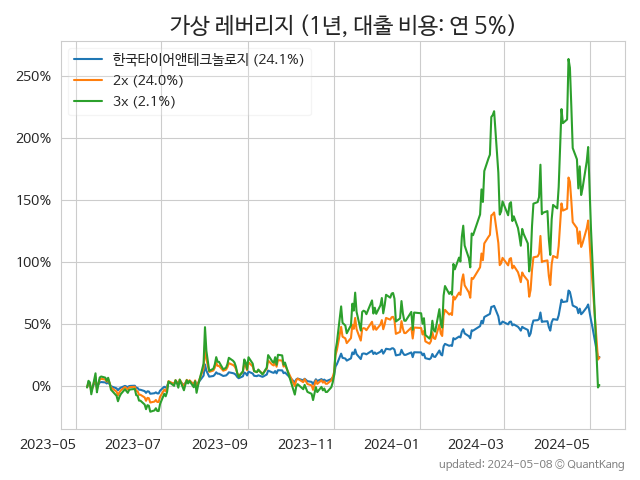 가상 레버리지 (1년, 대출 비용: 연 5%)
한국타이어앤테크놀로지 (24.1%)
2x (24.0%)
3x (2.1%)
250%
200%
150%
100%
50%
0%
2023-05 2023-07 2023-09 2023-11 2024-01 2024-03 2024-05
updated: 2024-05-08 © QuantKang